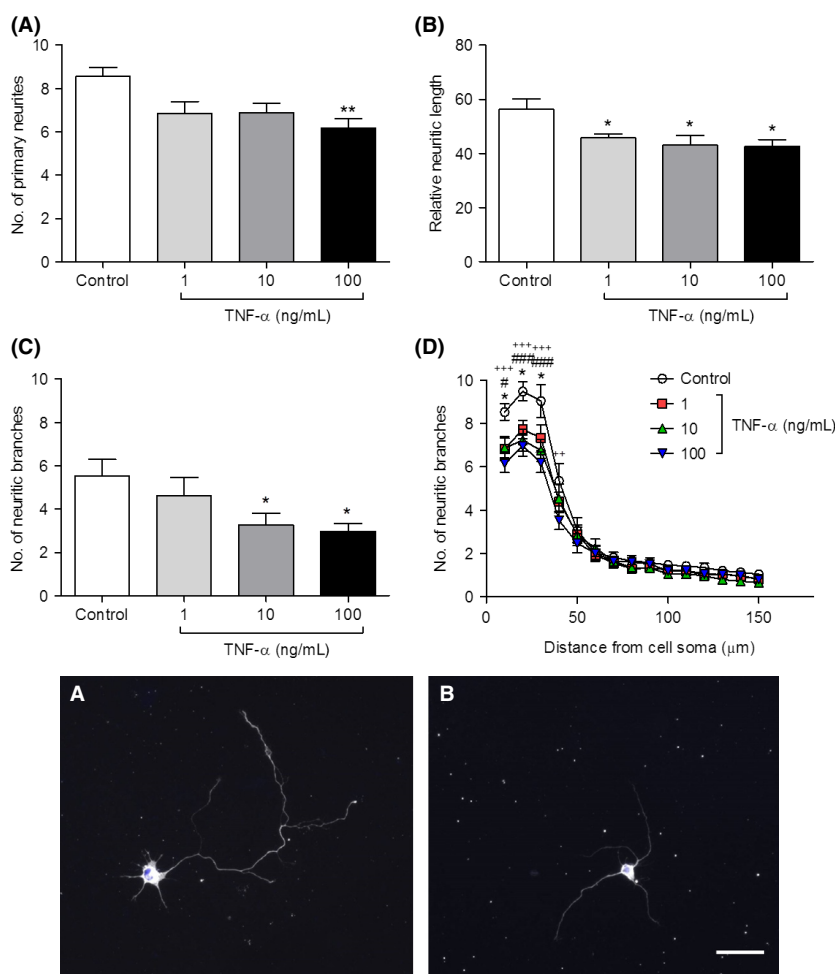 (A)
10
8
6
4
2
0
No. of primary neurites
**
Control
1
10
100
TNF-α (ng/mL)
(B)
80
60
40
20
0
Relative neuritic length
*
*
*
Control
1
10
100
TNF-α (ng/mL)
(C)
10
8
6
4
2
0
No. of neuritic branches
*
*
Control
1
10
100
TNF-α (ng/mL)
(D)
10
8
6
4
2
0
No. of neuritic branches
+++
#
*
+++
###
*
+++
###
*
++
Control
1
10
100
TNF-α (ng/mL)
0
50
100
150
Distance from cell soma (μm)
A
B